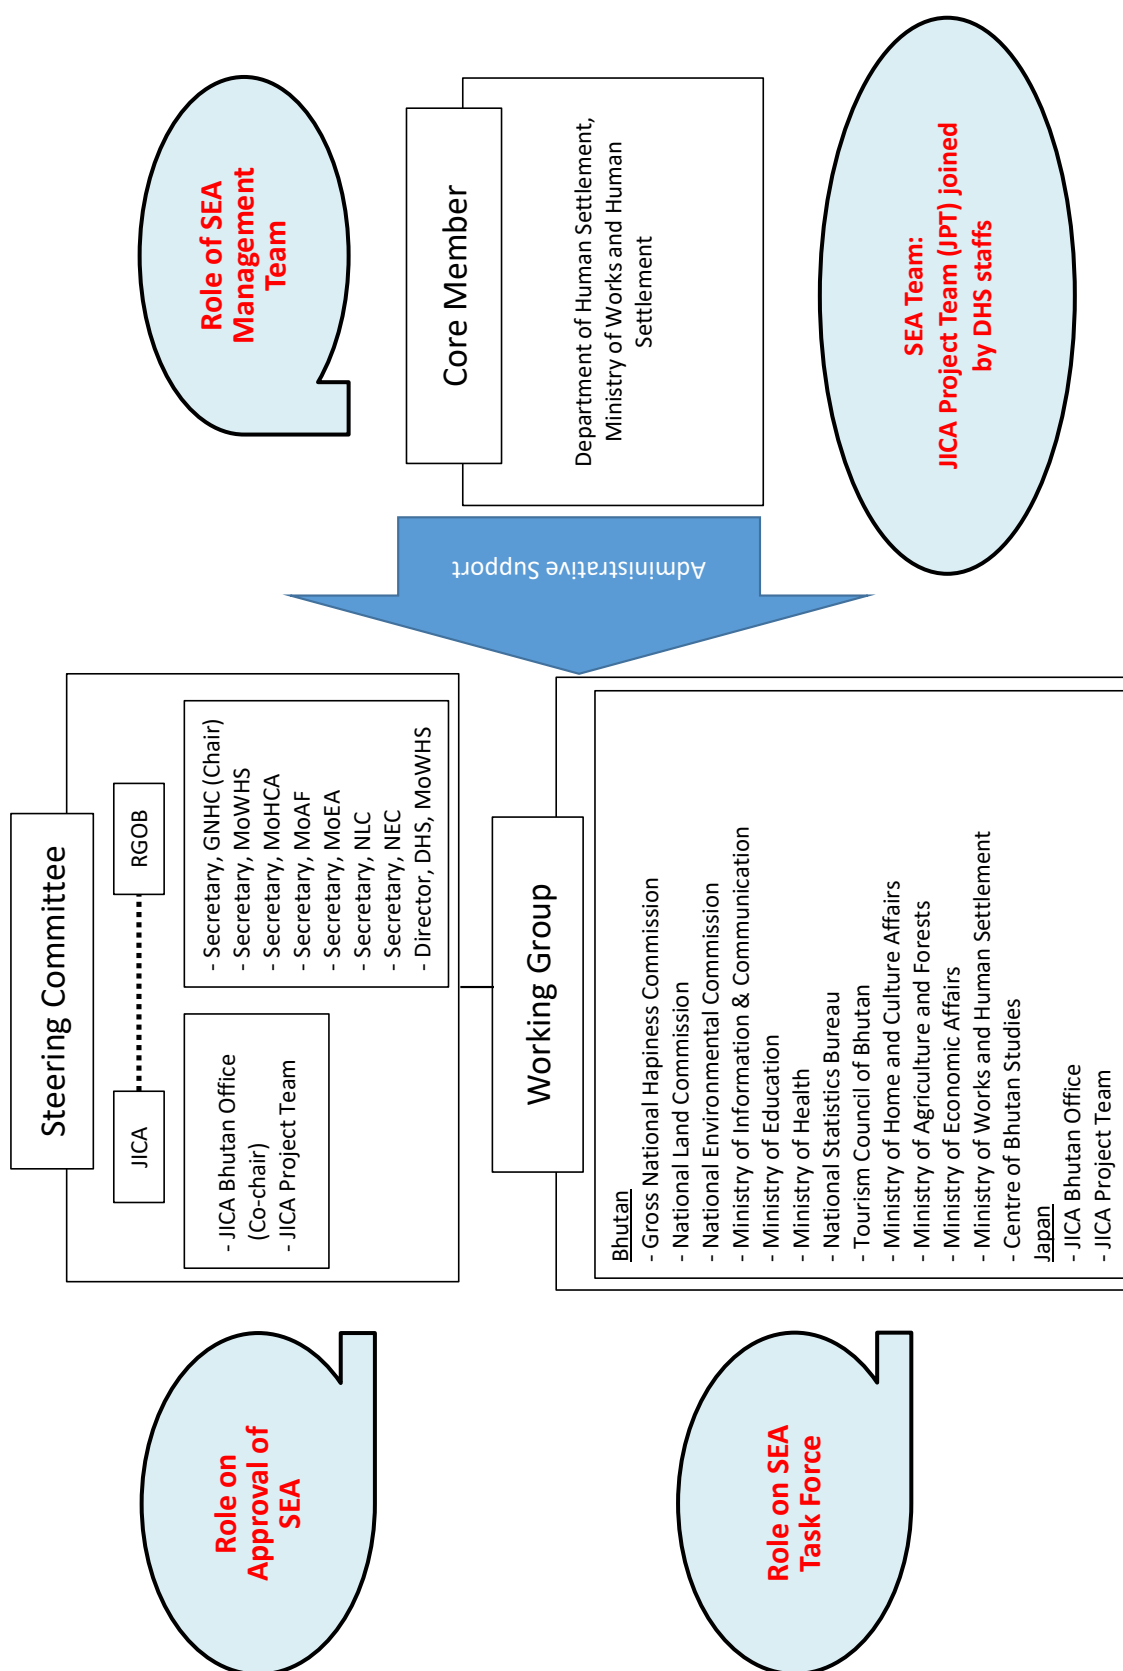 Role on
Approval of
SEA
Steering Committee
JICA
RGOB
- JICA Bhutan Office
(Co-chair)
- JICA Project Team
- Secretary, GNHC (Chair)
- Secretary, MoWHS
- Secretary, MoHCA
- Secretary, MoAF
- Secretary, MoEA
- Secretary, NLC
- Secretary, NEC
- Director, DHS, MoWHS
Role of SEA
Management
Team
Core Member
Department of Human Settlement,
Ministry of Works and Human
Settlement
Administrative Support
Role on SEA
Task Force
Working Group
Bhutan
- Gross National Hapiness Commission
- National Land Commission
- National Environmental Commission
- Ministry of Information & Communication
- Ministry of Education
- Ministry of Health
- National Statistics Bureau
- Tourism Council of Bhutan
- Ministry of Home and Culture Affairs
- Ministry of Agriculture and Forests
- Ministry of Economic Affairs
- Ministry of Works and Human Settlement
- Centre of Bhutan Studies
Japan
- JICA Bhutan Office
- JICA Project Team
SEA Team:
JICA Project Team (JPT) joined
by DHS staffs